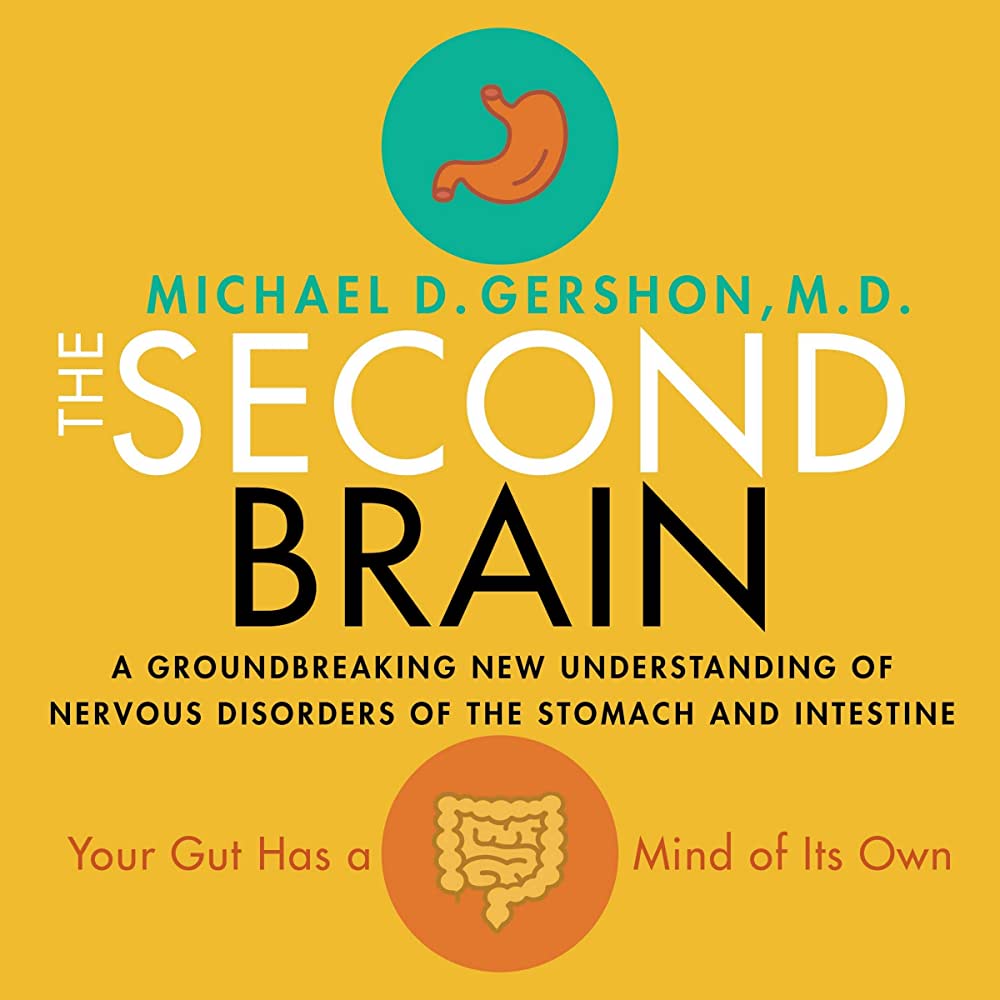 MICHAEL D. GERSHON, M.D.
THE SECOND
BRAIN
A GROUNDBREAKING NEW UNDERSTANDING OF
NERVOUS DISORDERS OF THE STOMACH AND INTESTINE
Your Gut Has a Mind of Its Own